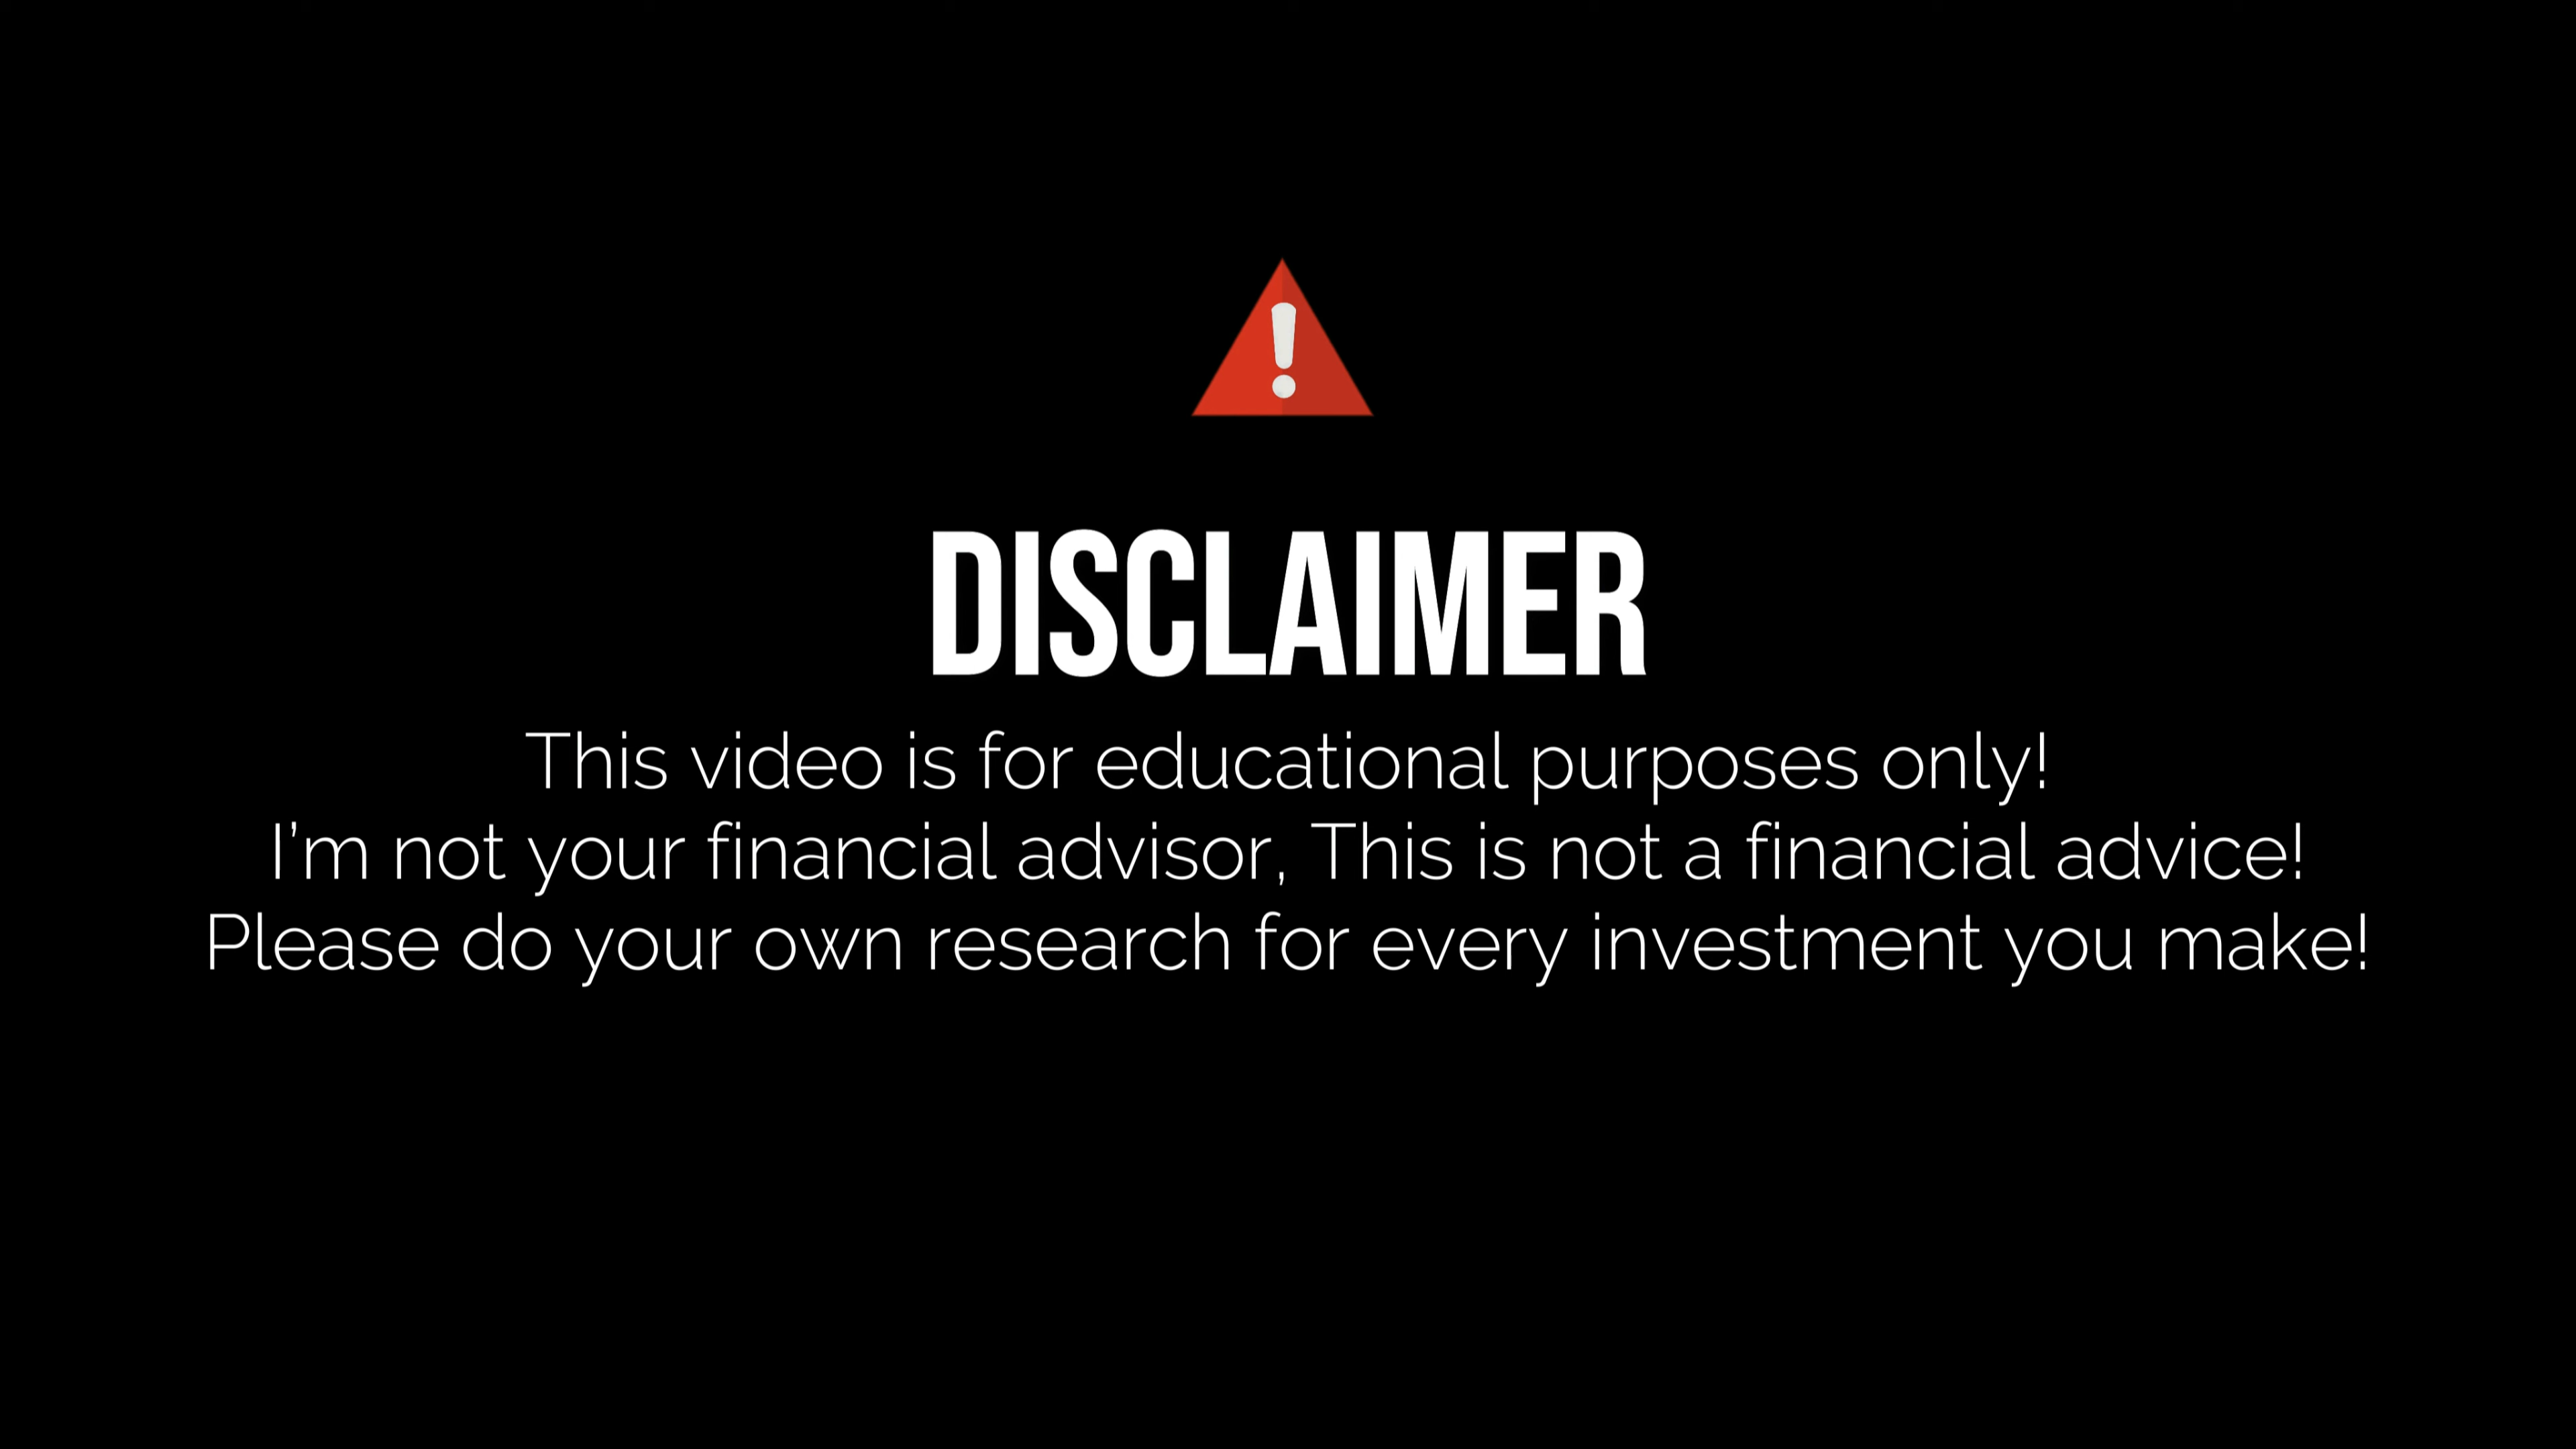 DISCLAIMER
This video is for educational purposes only!
I’m not your financial advisor, This is not a financial advice!
Please do your own research for every investment you make!